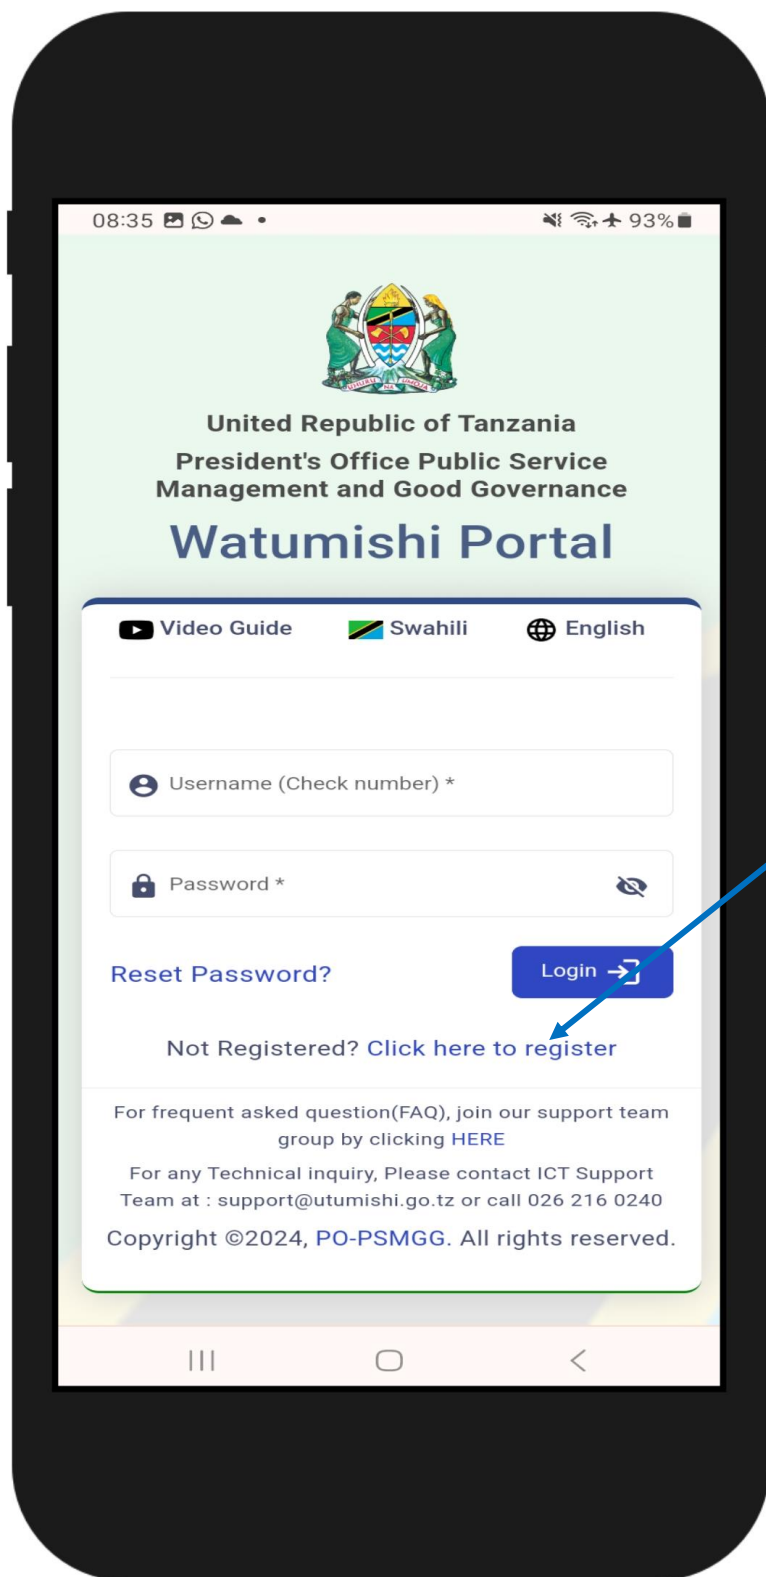 08:35
93%
UHURU NA UMOJA
United Republic of Tanzania
President's Office Public Service
Management and Good Governance
Watumishi Portal
Video Guide Swahili English
Username (Check number) *
Password *
Reset Password? Login
Not Registered? Click here to register
For frequent asked question(FAQ), join our support team
group by clicking HERE
For any Technical inquiry, Please contact ICT Support
Team at : support@utumishi.go.tz or call 026 216 0240
Copyright ©2024, PO-PSMGG. All rights reserved.